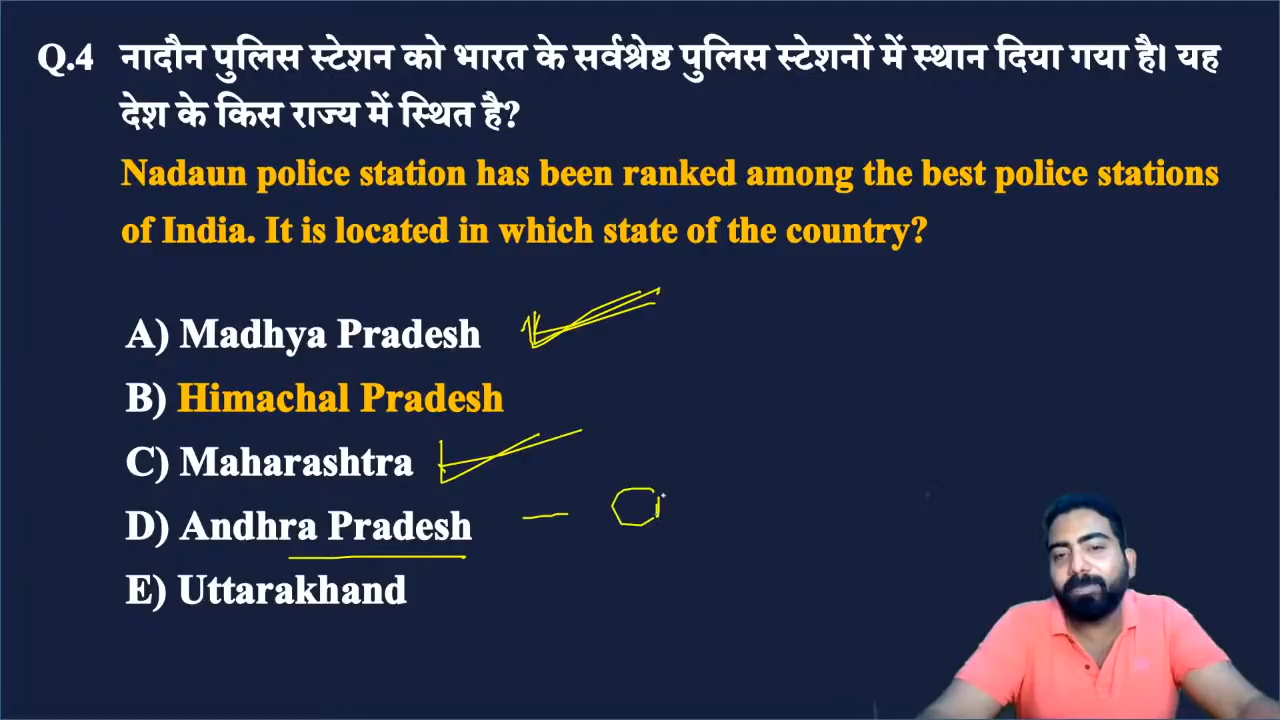 Q.4 नादौन पुलिस स्टेशन को भारत के सर्वश्रेष्ठ पुलिस स्टेशनों में स्थान दिया गया है। यह
देश के किस राज्य में स्थित है?
Nadaun police station has been ranked among the best police stations
of India. It is located in which state of the country?
A) Madhya Pradesh
B) Himachal Pradesh
C) Maharashtra
D) Andhra Pradesh
E) Uttarakhand